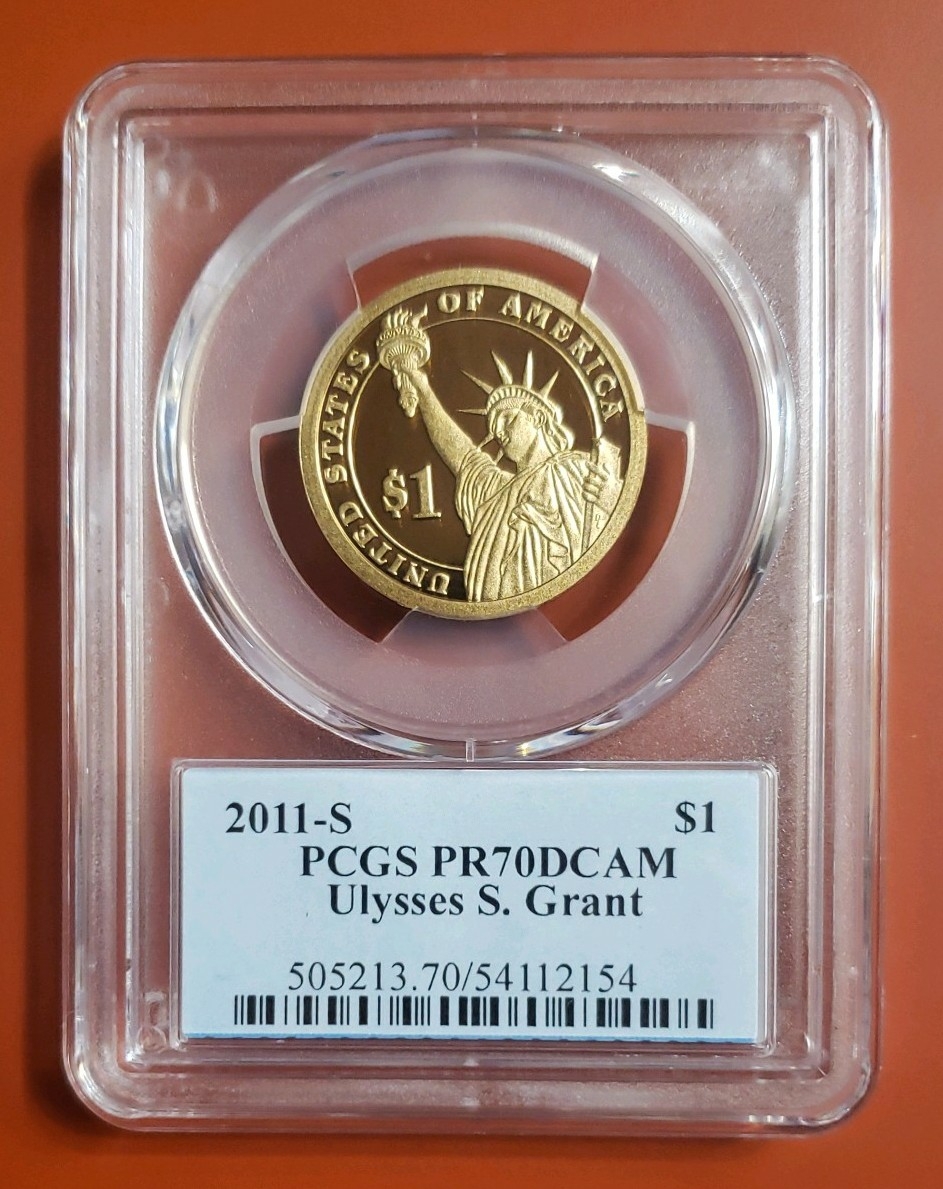 UNITED STATES OF AMERICA
$1
2011-S $1
PCGS PR70DCAM
Ulysses S. Grant
505213.70/54112154